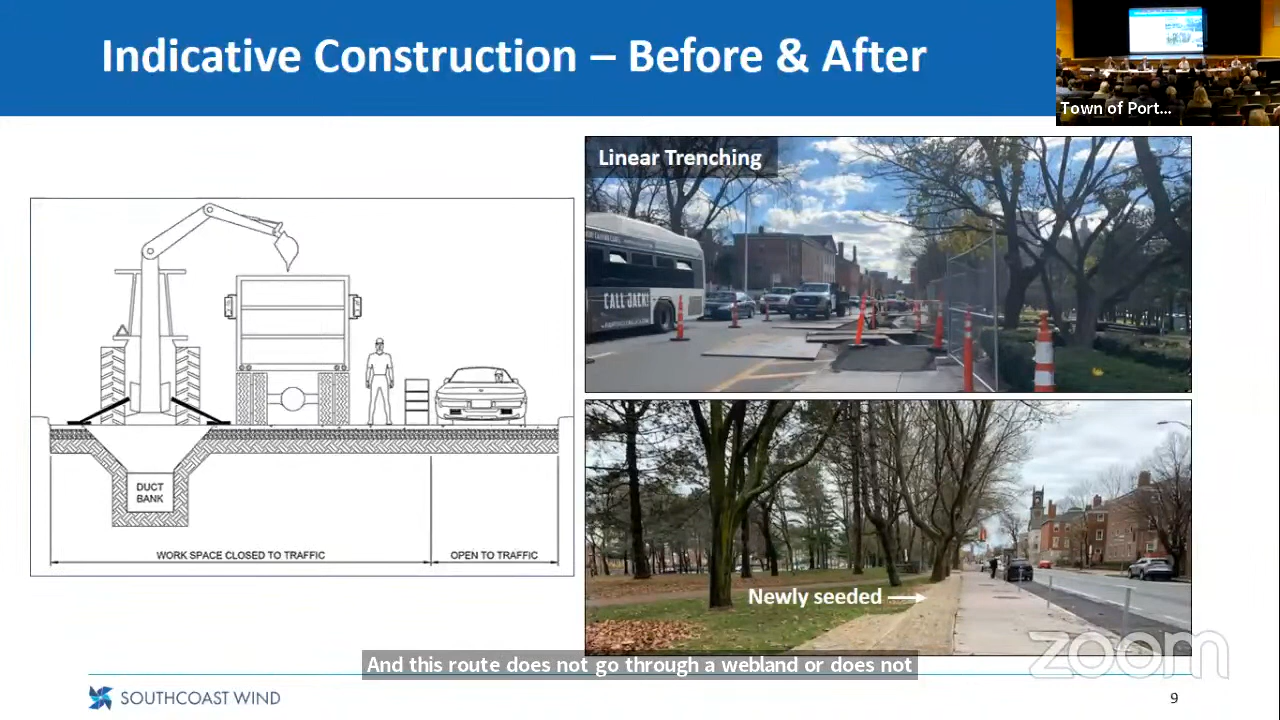 Indicative Construction – Before & After
Town of Port...
Linear Trenching
CALL JACK!
DUCT
BANK
WORK SPACE CLOSED TO TRAFFIC
OPEN TO TRAFFIC
Newly seeded
zoom
And this route does not go through a webland or does not
SOUTHCOAST WIND
9